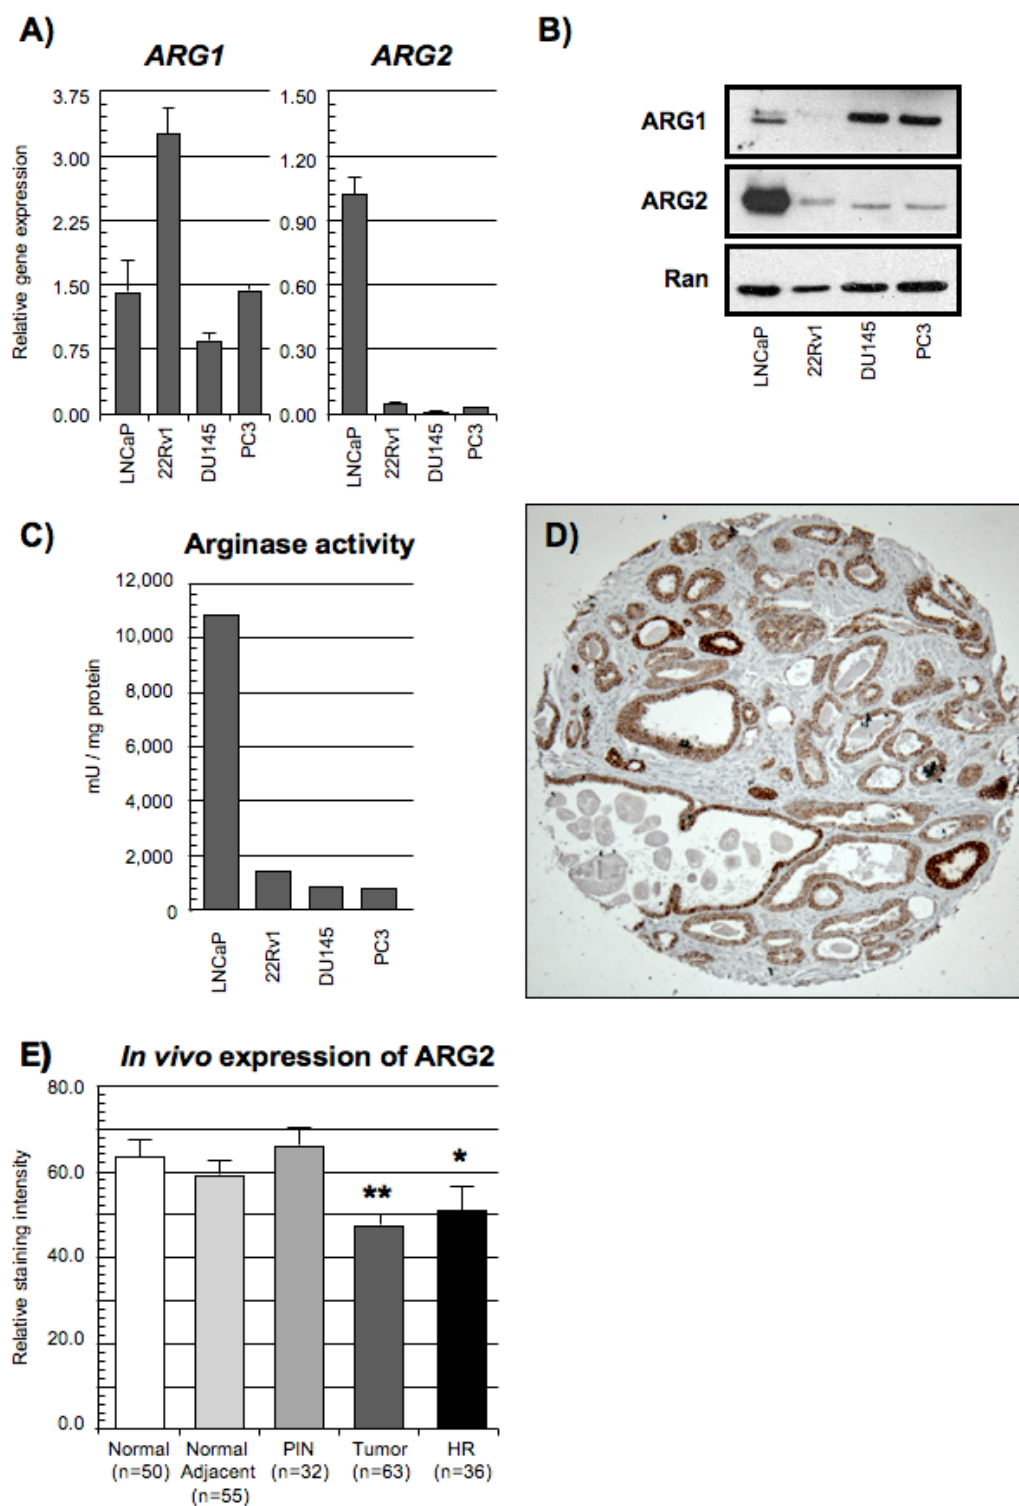 A)
ARG1
ARG2
Relative gene expression
3.75
3.00
2.25
1.50
0.75
0.00
LNCaP
22Rv1
DU145
PC3
1.50
1.20
0.90
0.60
0.30
0.00
LNCaP
22Rv1
DU145
PC3
B)
ARG1
ARG2
Ran
LNCaP
22Rv1
DU145
PC3
C)
Arginase activity
mU / mg protein
12,000
10,000
8,000
6,000
4,000
2,000
0
LNCaP
22Rv1
DU145
PC3
D)
E)
In vivo expression of ARG2
Relative staining intensity
80.0
60.0
40.0
20.0
0.0
**
*
Normal
(n=50)
Normal
Adjacent
(n=55)
PIN
(n=32)
Tumor
(n=63)
HR
(n=36)